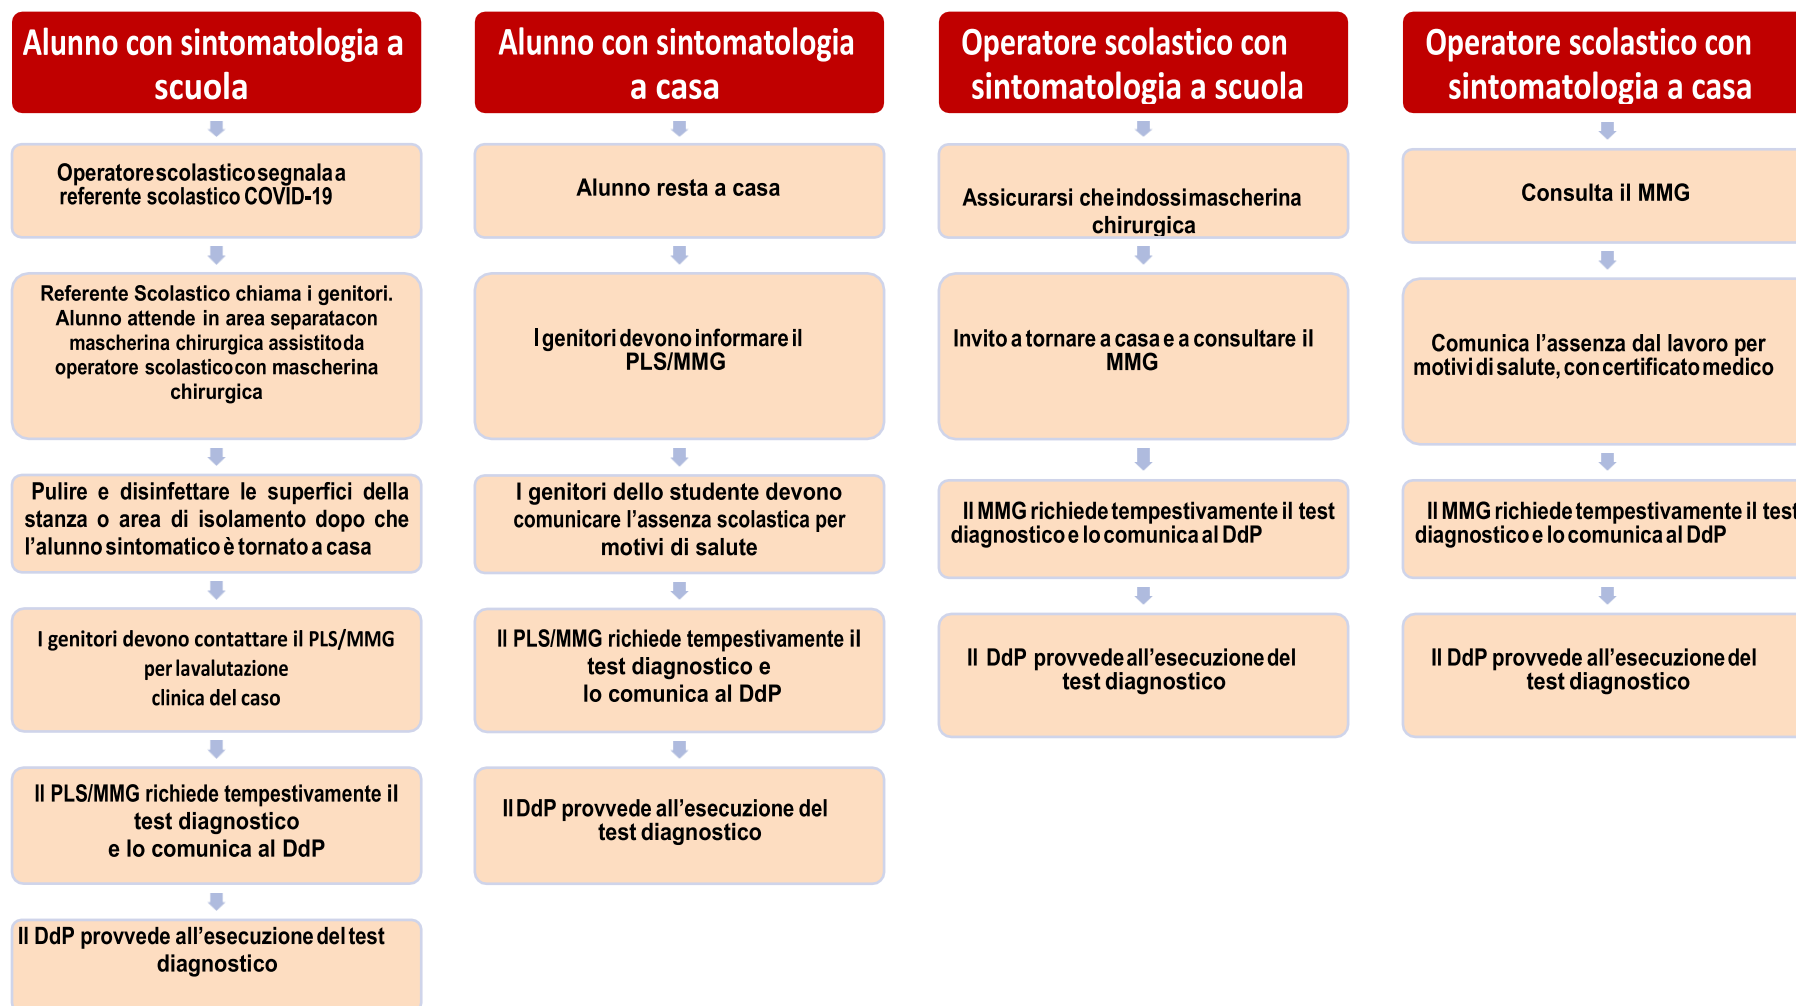 Alunno con sintomatologia a
scuola
Operatore scolastico segnala a
referente scolastico COVID-19
Referente Scolastico chiama i genitori.
Alunno attende in area separata con
mascherina chirurgica assistito da
operatore scolastico con mascherina
chirurgica
Pulire e disinfettare le superfici della
stanza o area di isolamento dopo che
l’alunno sintomatico è tornato a casa
I genitori devono contattare il PLS/MMG
per lavalutazione
clinica del caso
Il PLS/MMG richiede tempestivamente il
test diagnostico
e lo comunica al DdP
Il DdP provvede all’esecuzione del test
diagnostico
Alunno con sintomatologia
a casa
Alunno resta a casa
I genitori devono informare il
PLS/MMG
I genitori dello studente devono
comunicare l’assenza scolastica per
motivi di salute
Il PLS/MMG richiede tempestivamente il
test diagnostico e
lo comunica al DdP
Il DdP provvede all’esecuzione del
test diagnostico
Operatore scolastico con
sintomatologia a scuola
Assicurarsi che indossi mascherina
chirurgica
Invito a tornare a casa e a consultare il
MMG
Il MMG richiede tempestivamente il test
diagnostico e lo comunica al DdP
Il DdP provvede all’esecuzione del
test diagnostico
Operatore scolastico con
sintomatologia a casa
Consulta il MMG
Comunica l’assenza dal lavoro per
motivi di salute, con certificato medico
Il MMG richiede tempestivamente il test
diagnostico e lo comunica al DdP
Il DdP provvede all’esecuzione del
test diagnostico